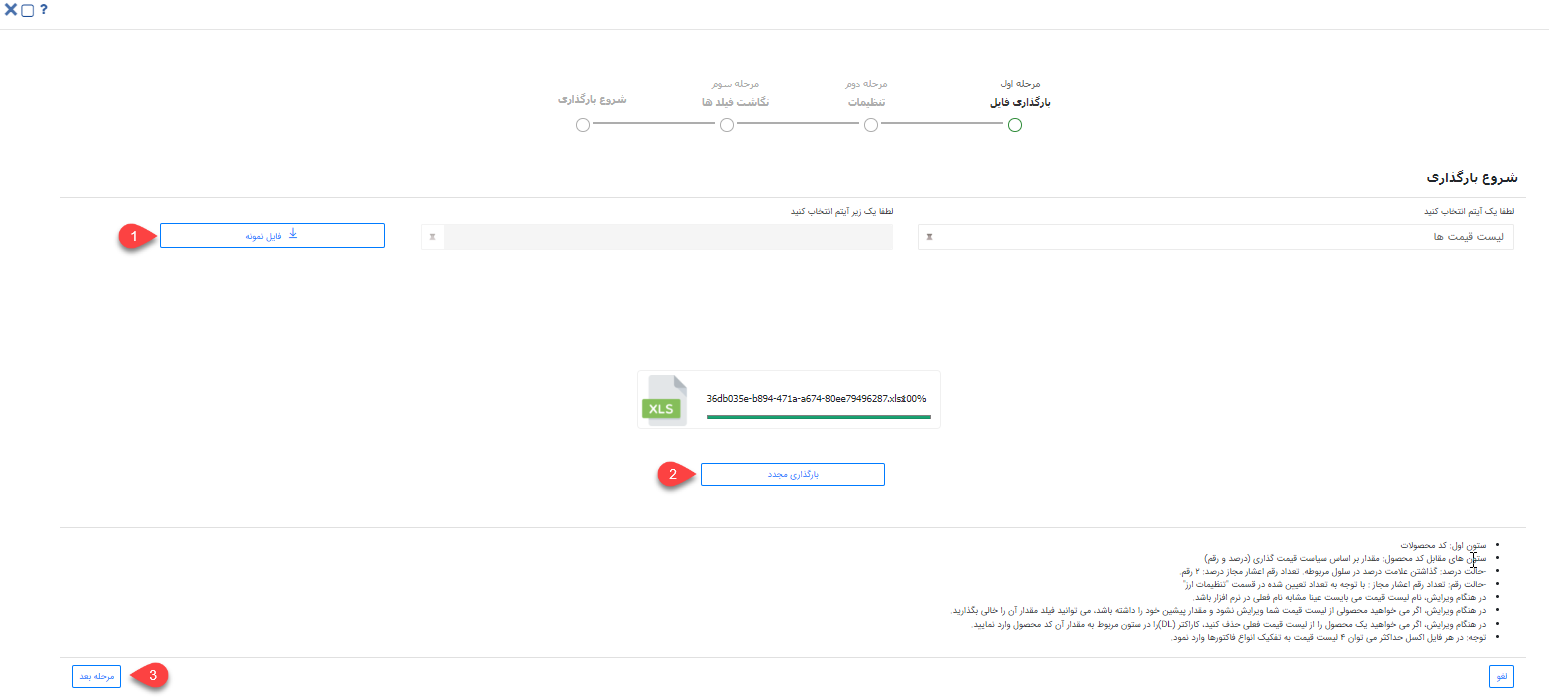 ?
مرحله اول
بارگذاری فایل
مرحله دوم
تنظیمات
مرحله سوم
نگاشت فیلد ها
شروع بارگذاری
شروع بارگذاری
لطفا یک آیتم انتخاب کنید
لیست قیمت ها
لطفا یک زیر آیتم انتخاب کنید
فایل نمونه
1
XLS
36db035e-b894-471a-a674-80ee79496287.xls 100%
بارگذاری مجدد
2
ستون اول: کد محصولات
ستون های مقابل کد محصول: مقدار بر اساس سیاست قیمت گذاری (درصد و رقم)
-حالت درصد: گذاشتن علامت درصد در سلول مربوطه. تعداد رقم اعشار مجاز درصد: ۲ رقم.
-حالت رقم: تعداد رقم اعشار مجاز : با توجه به تعداد تعیین شده در قسمت "تنظیمات ارز"
در هنگام ویرایش، نام لیست قیمت می بایست عینا مشابه نام فعلی در نرم افزار باشد.
در هنگام ویرایش، اگر می خواهید محصولی از لیست قیمت شما ویرایش نشود و مقدار پیشین خود را داشته باشد، می توانید فیلد مقدار آن را خالی بگذارید.
در هنگام ویرایش، اگر می خواهید یک محصول را از لیست قیمت فعلی حذف کنید، کاراکتر (DL)را در ستون مربوط به مقدار آن کد محصول وارد نمایید.
توجه: در هر فایل اکسل حداکثر می توان ۴ لیست قیمت به تفکیک انواع فاکتورها وارد نمود.
لغو
3
مرحله بعد